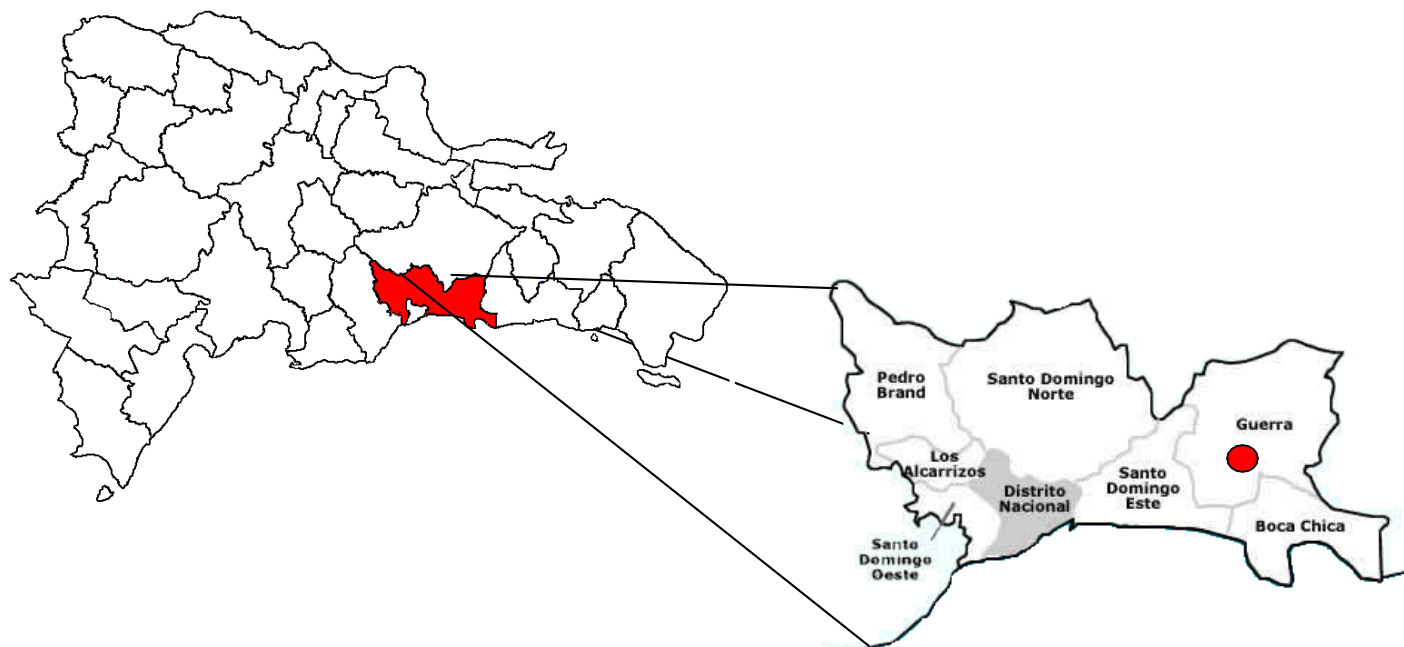 Pedro
Brand
Santo Domingo
Norte
Guerra
Los
Alcarrizos
Distrito
Nacional
Santo
Domingo
Este
Boca Chica
Santo
Domingo
Oeste